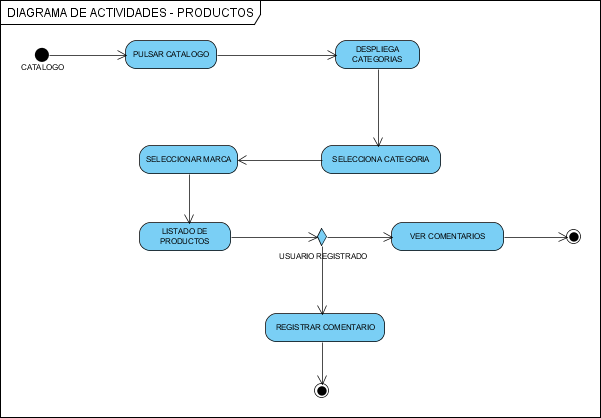 DIAGRAMA DE ACTIVIDADES - PRODUCTOS
CATALOGO
PULSAR CATALOGO
DESPLIEGA
CATEGORIAS
SELECCIONAR MARCA
SELECCIONA CATEGORIA
LISTADO DE
PRODUCTOS
USUARIO REGISTRADO
VER COMENTARIOS
REGISTRAR COMENTARIO